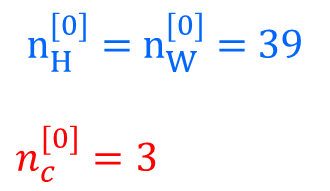 n_H^[0] = n_W^[0] = 39
n_c^[0] = 3